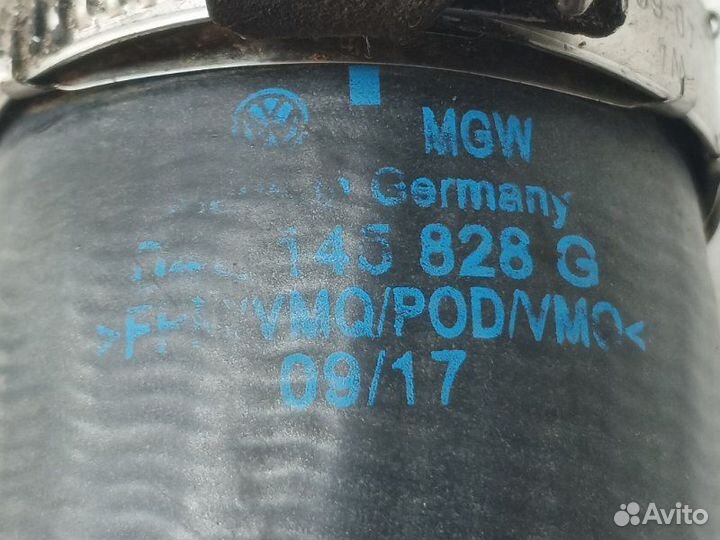 MGW
Germany
145 828 G
VMQ/POD/VMQ<
09/17
Avito